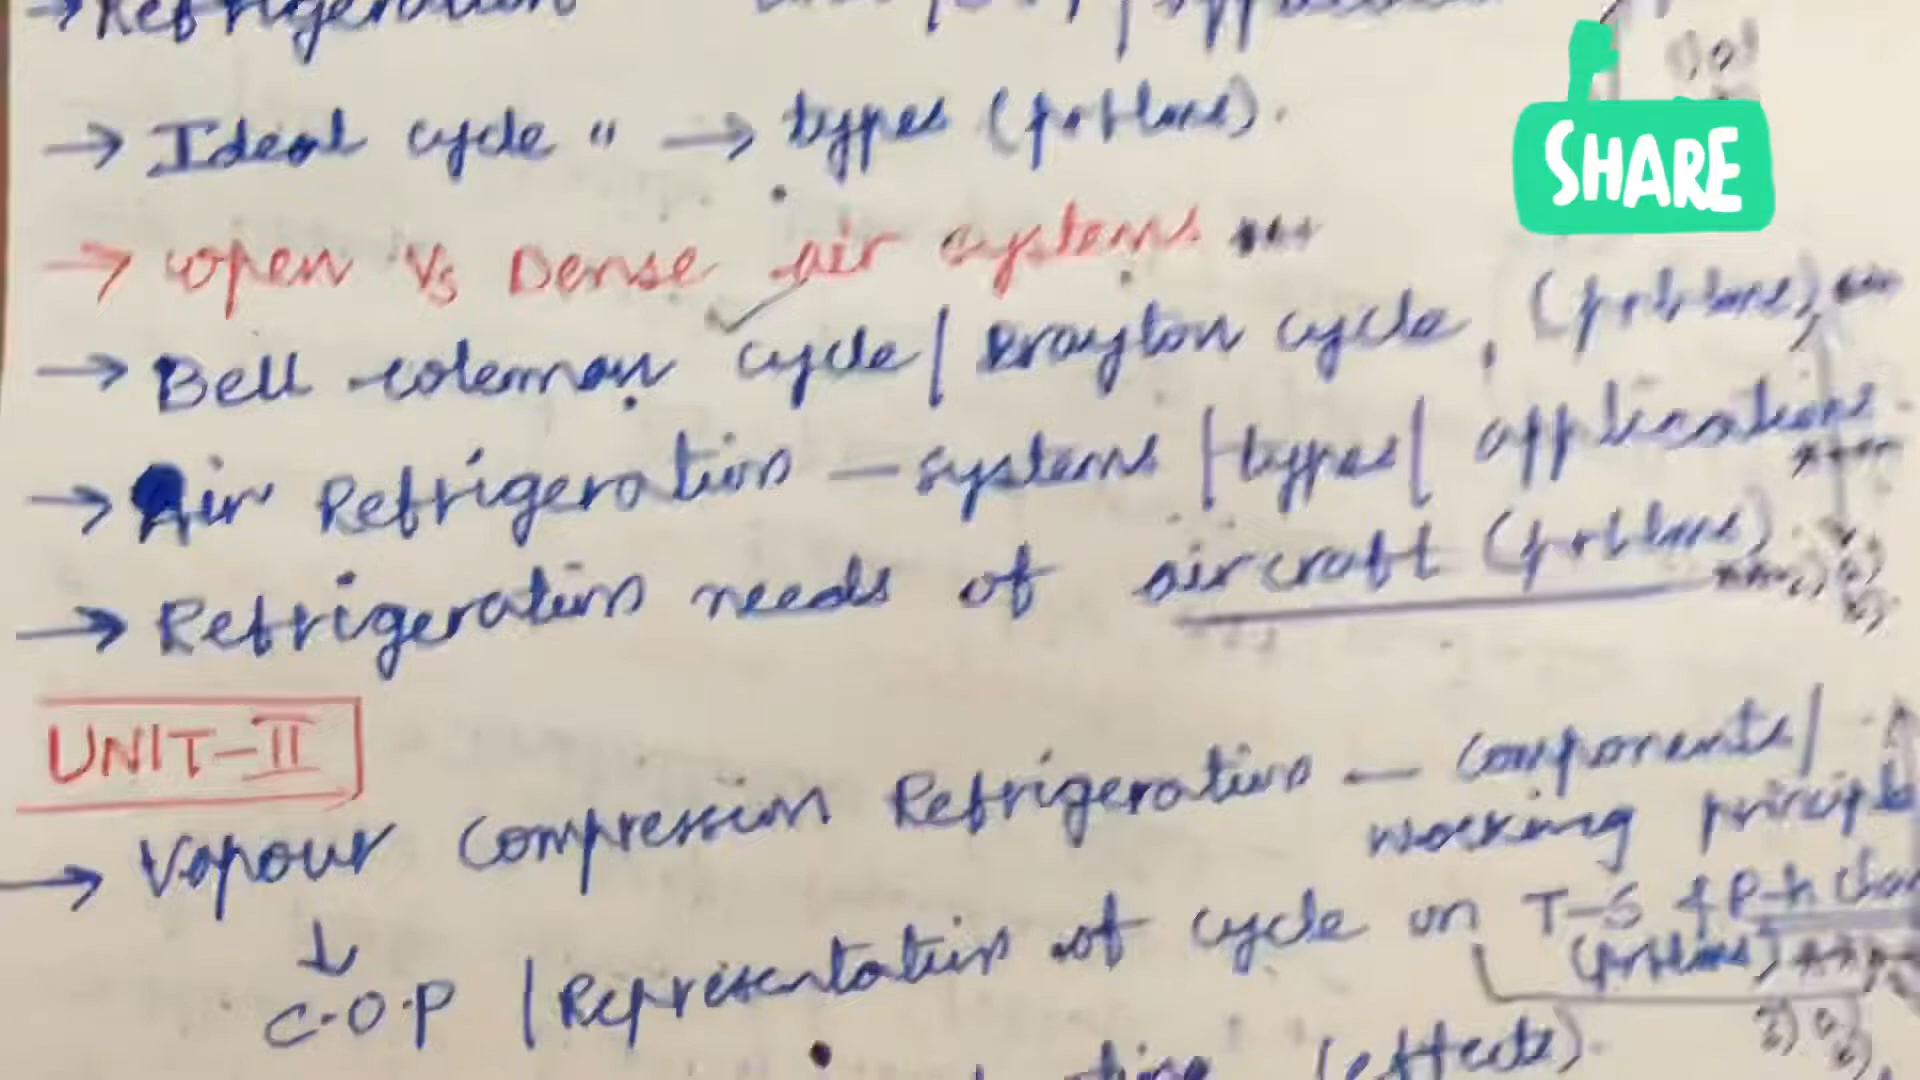 → Refrigeration
→ Ideal cycle " → types (problems).
SHARE
→ open Vs Dense air systems ***
→ Bell coleman cycle | Brayton cycle, (problems) ***
→ Air Refrigeration — systems | types | applications
→ Refrigeration needs of aircraft (problems)
UNIT-II
→ Vapour Compression Refrigeration — components |
working principle
↓
C.O.P | Representation of cycle on T-S & P-h
(problems)
(effects).